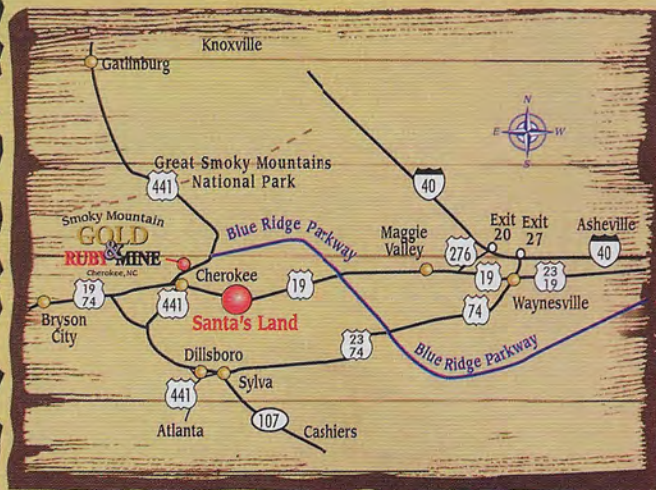 Knoxville
Gatlinburg
N
E W
S
Great Smoky Mountains
National Park
441
40
Smoky Mountain
GOLD
&
RUBY MINE
Cherokee, NC
Blue Ridge Parkway
Maggie
Valley
276
Exit
20
Exit
27
Asheville
40
19
74
Cherokee
441
19
19
23
19
Waynesville
Bryson
City
Santa's Land
74
23
74
Blue Ridge Parkway
Dillsboro
Sylva
441
Atlanta
107
Cashiers